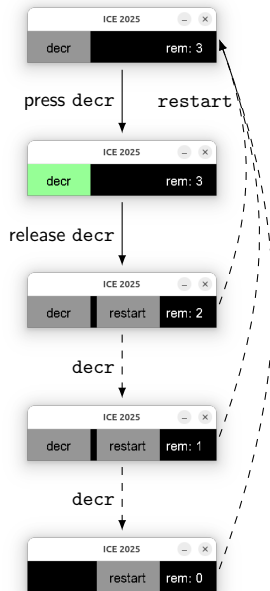 ICE 2025
decr rem: 3
press decr restart
ICE 2025
decr rem: 3
release decr
ICE 2025
decr restart rem: 2
decr
ICE 2025
decr restart rem: 1
decr
ICE 2025
restart rem: 0